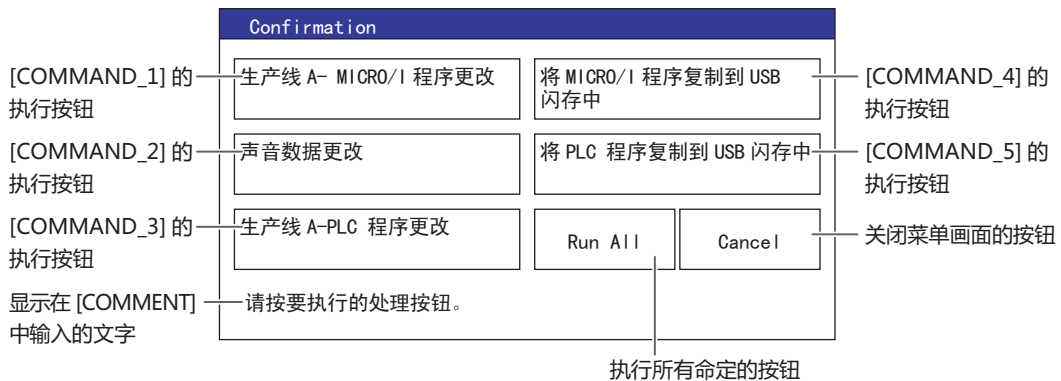 Confirmation
[COMMAND_1] 的
执行按钮
生产线 A- MICRO/I 程序更改
将 MICRO/I 程序复制到 USB
闪存中
[COMMAND_4] 的
执行按钮
[COMMAND_2] 的
执行按钮
声音数据更改
将 PLC 程序复制到 USB 闪存中
[COMMAND_5] 的
执行按钮
[COMMAND_3] 的
执行按钮
生产线 A-PLC 程序更改
Run All
Cancel
关闭菜单画面的按钮
显示在 [COMMENT]
中输入的文字
请按要执行的处理按钮。
执行所有命定的按钮